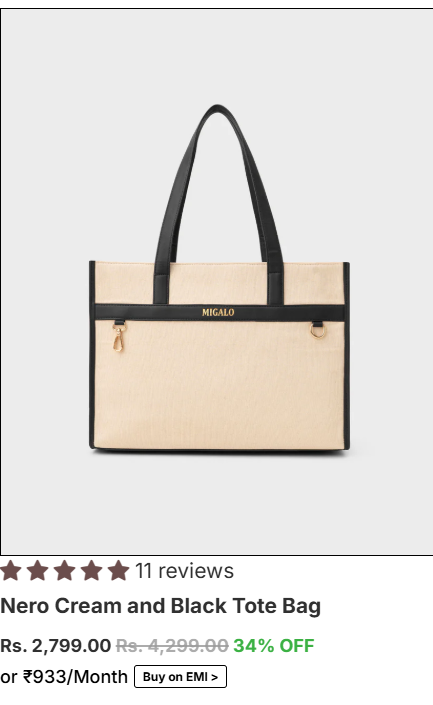 MIGALO
11 reviews
Nero Cream and Black Tote Bag
Rs. 2,799.00 Rs. 4,299.00 34% OFF
or ₹933/Month Buy on EMI >